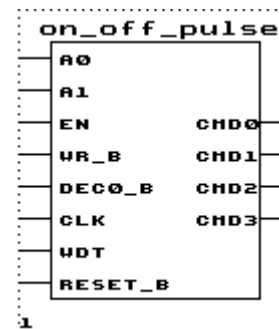 on_off_pulse
A0
A1
EN CMD0
WR_B CMD1
DEC0_B CMD2
CLK CMD3
WDT
RESET_B
1